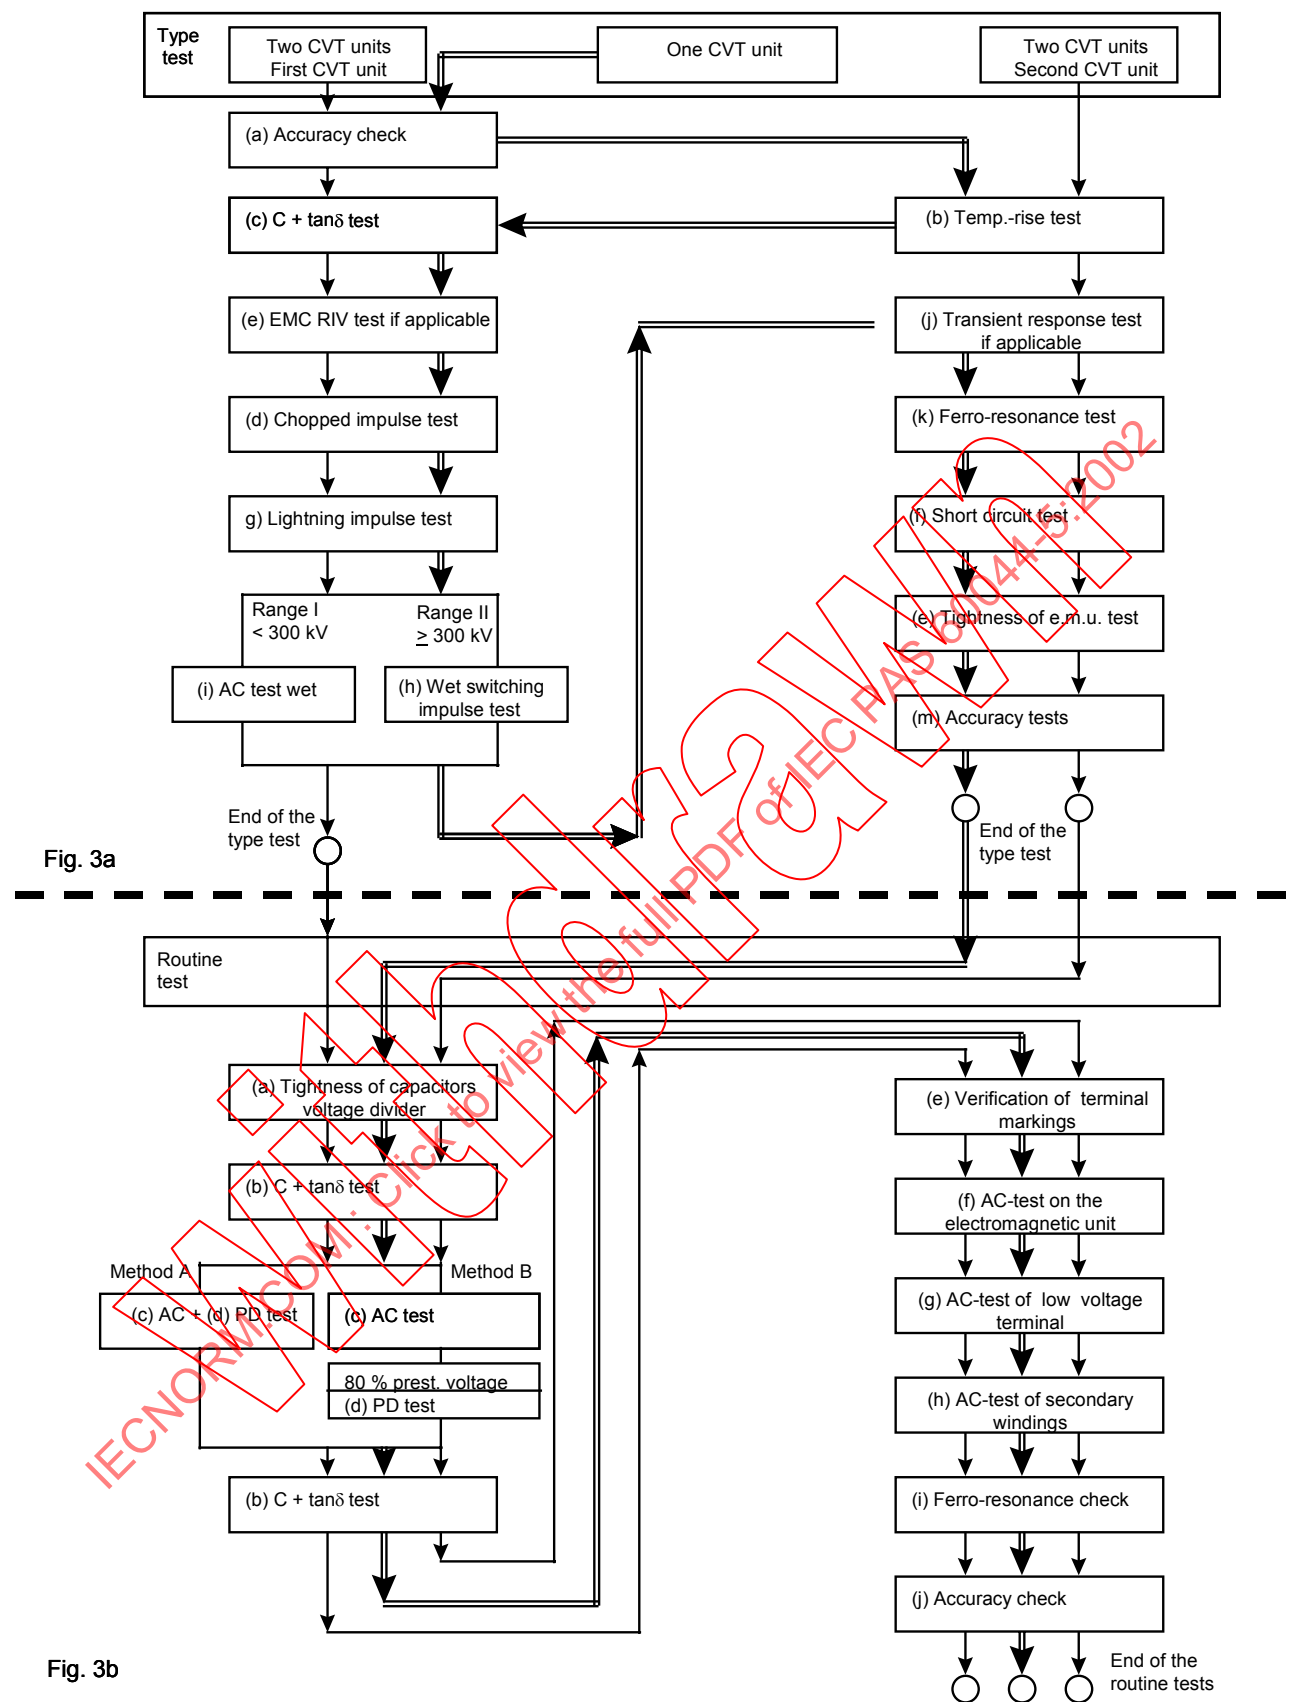 Type
test
Two CVT units
First CVT unit
One CVT unit
Two CVT units
Second CVT unit
(a) Accuracy check
(c) C + tanδ test
(b) Temp.-rise test
(e) EMC RIV test if applicable
(j) Transient response test
if applicable
(d) Chopped impulse test
(k) Ferro-resonance test
g) Lightning impulse test
(f) Short circuit test
Range I
< 300 kV
Range II
≥ 300 kV
(e) Tightness of e.m.u. test
(i) AC test wet
(h) Wet switching
impulse test
(m) Accuracy tests
End of the
type test
End of the
type test
Fig. 3a
Routine
test
(a) Tightness of capacitors
voltage divider
(e) Verification of terminal
markings
(b) C + tanδ test
(f) AC-test on the
electromagnetic unit
Method A
Method B
(c) AC + (d) PD test
(c) AC test
(g) AC-test of low voltage
terminal
80 % prest. voltage
(d) PD test
(h) AC-test of secondary
windings
(b) C + tanδ test
(i) Ferro-resonance check
(j) Accuracy check
Fig. 3b
End of the
routine tests
Withdrawn
IECNORM.COM : Click to view the full PDF of IEC PAS 60044-5:2002